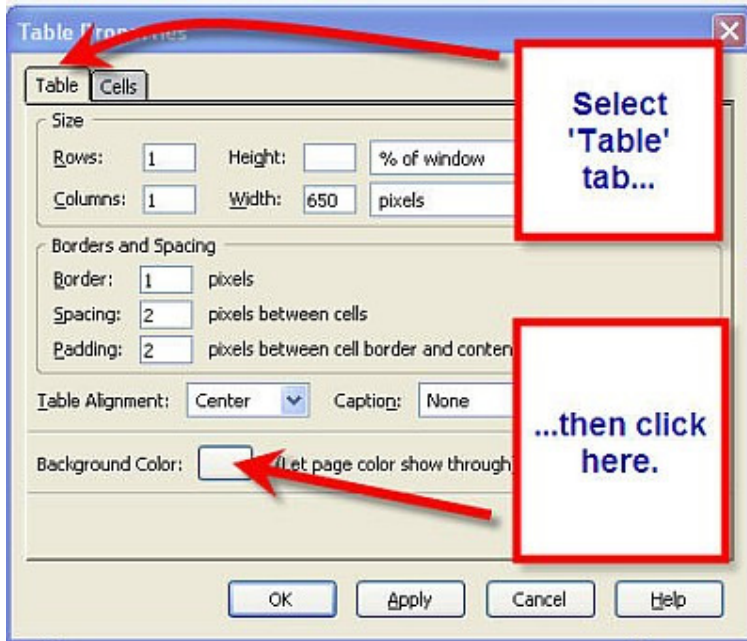 Table Properties
Table Cells
Select
'Table'
tab...
Size
Rows: 1 Height: % of window
Columns: 1 Width: 650 pixels
Borders and Spacing
Border: 1 pixels
Spacing: 2 pixels between cells
Padding: 2 pixels between cell border and conten
Table Alignment: Center Caption: None
...then click
here.
Background Color: (Let page color show through)
OK Apply Cancel Help